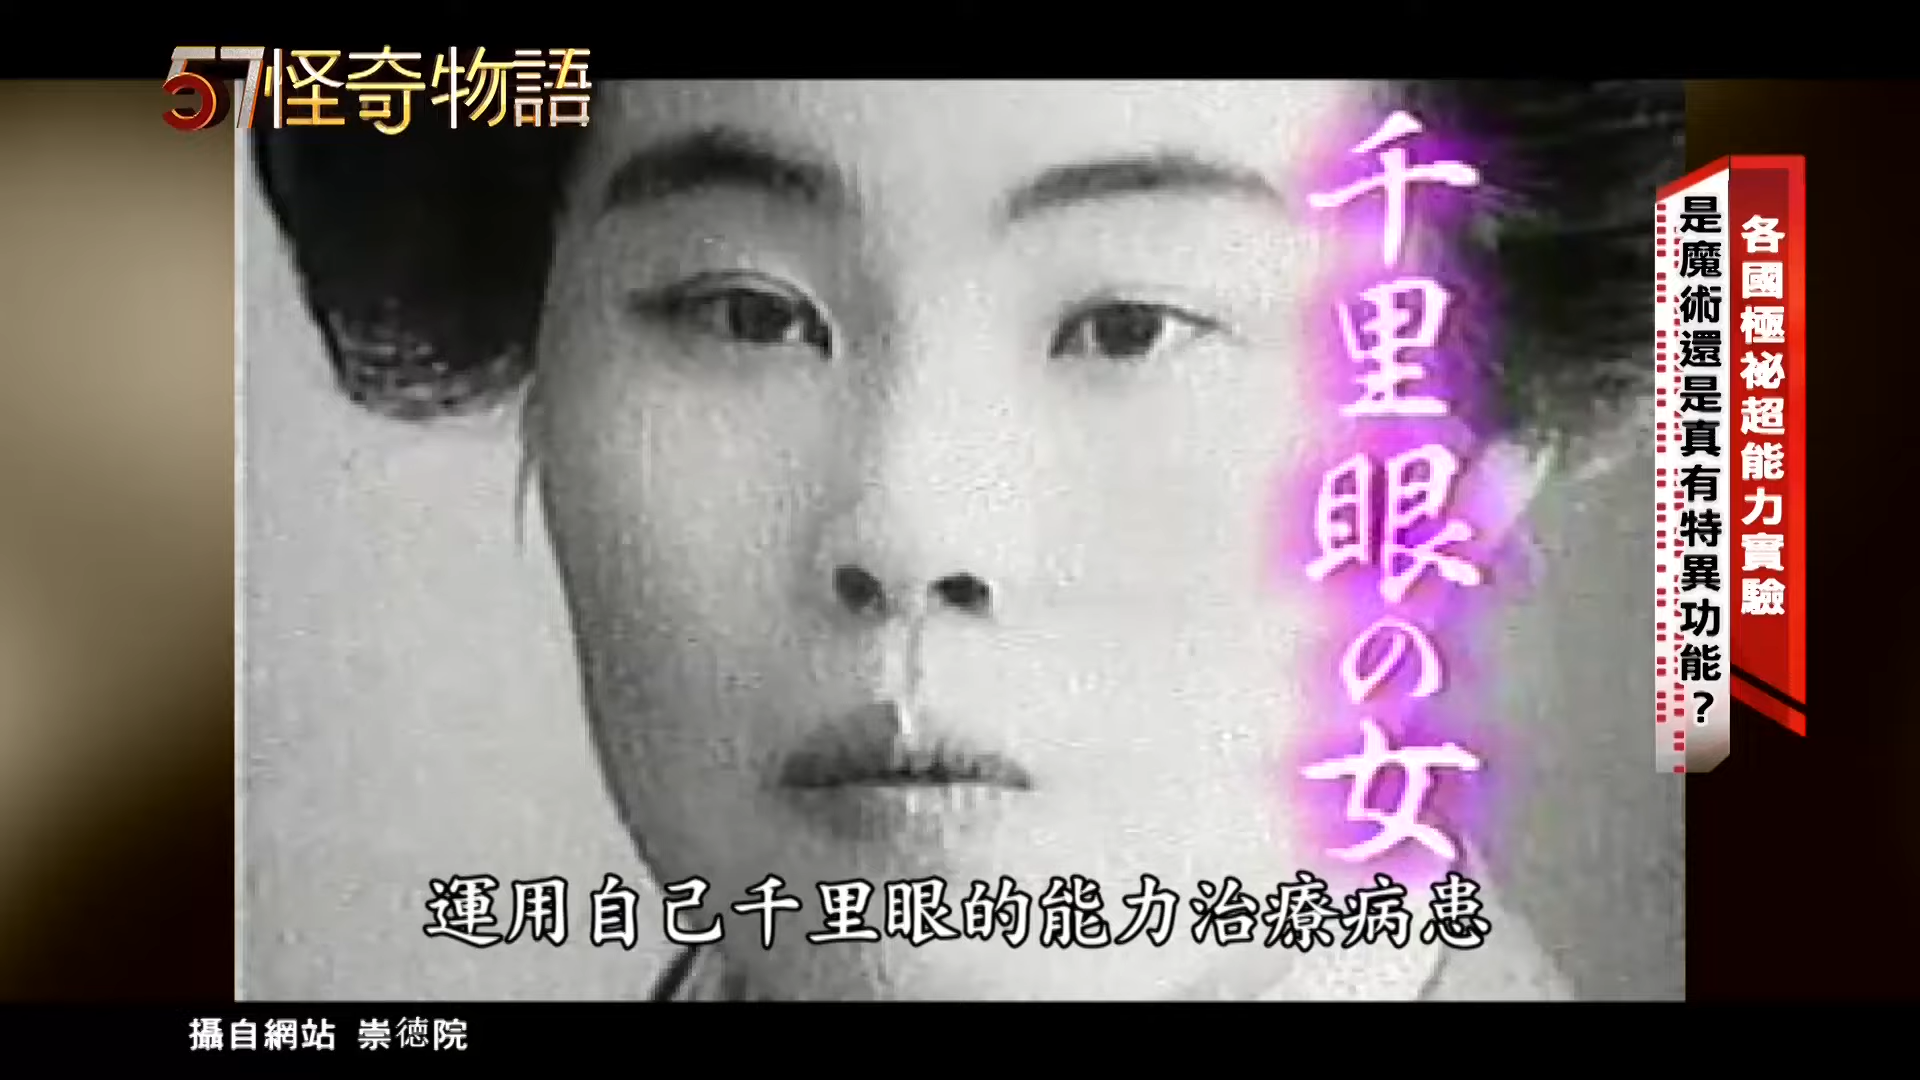 57怪奇物語
千里眼の女
各國極祕超能力實驗
是魔術還是真有特異功能?
運用自己千里眼的能力治療病患
攝自網站 崇徳院